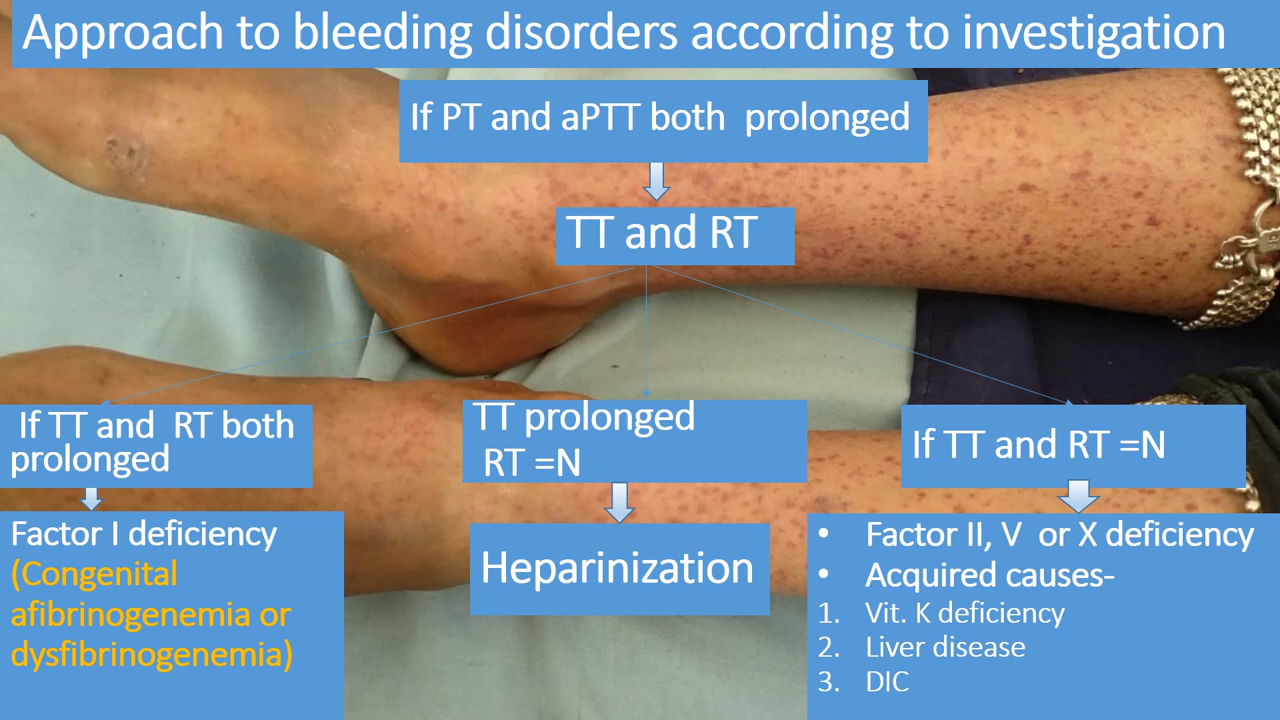 Approach to bleeding disorders according to investigation
If PT and aPTT both prolonged
TT and RT
If TT and RT both
prolonged
TT prolonged
RT =N
If TT and RT =N
Factor I deficiency
(Congenital
afibrinogenemia or
dysfibrinogenemia)
Heparinization
• Factor II, V or X deficiency
• Acquired causes-
1. Vit. K deficiency
2. Liver disease
3. DIC